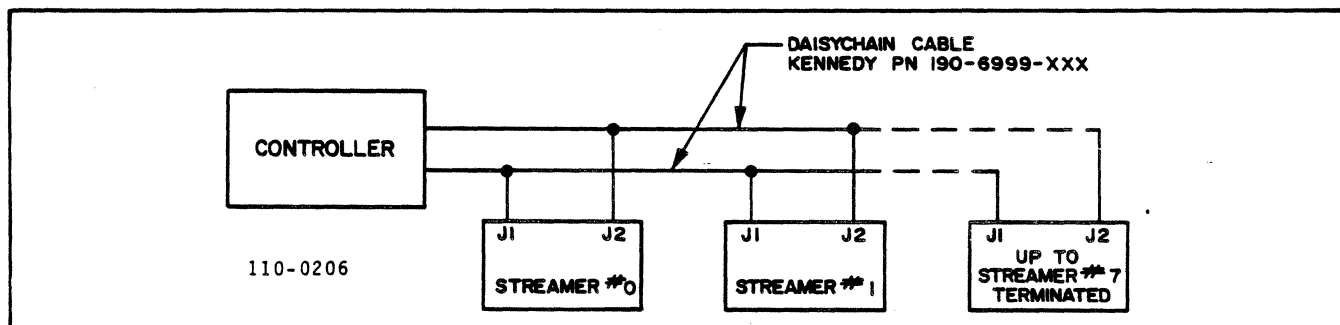 DAISYCHAIN CABLE
KENNEDY PN 190-6999-XXX
CONTROLLER
J1 J2
STREAMER #0
J1 J2
STREAMER #1
J1 J2
UP TO
STREAMER #7
TERMINATED
110-0206